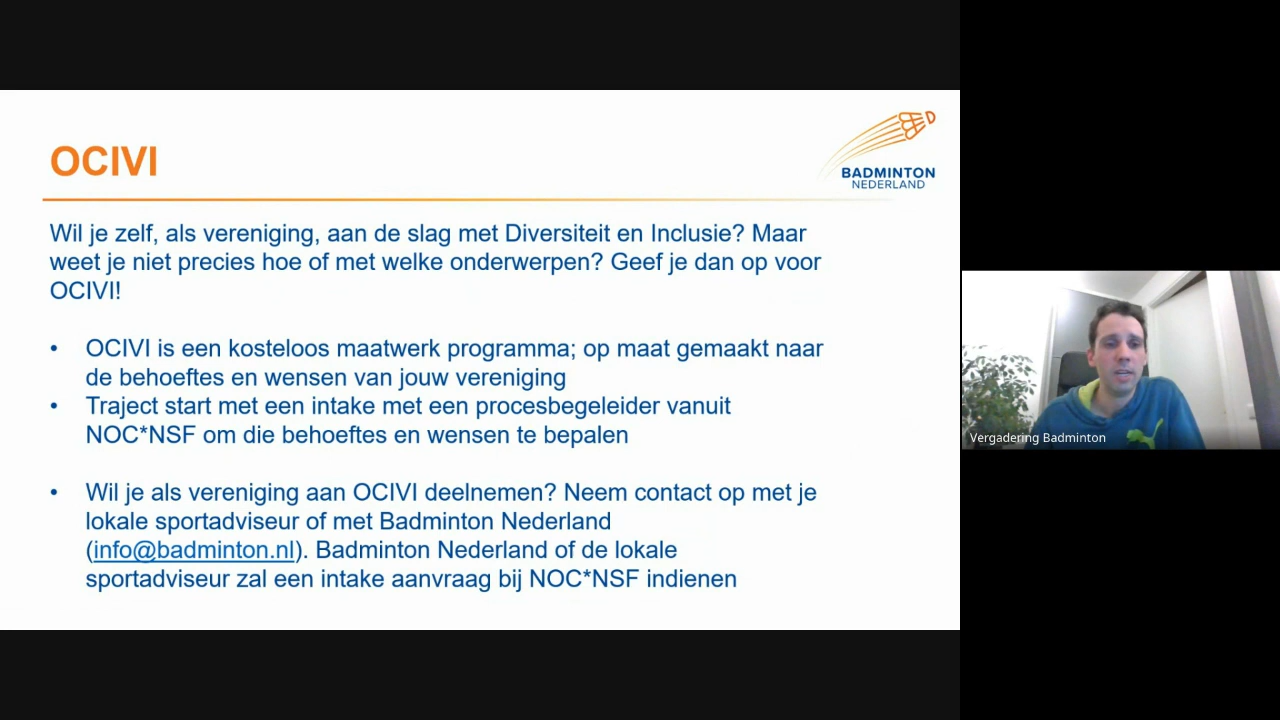 OCIVI
BADMINTON
NEDERLAND
Wil je zelf, als vereniging, aan de slag met Diversiteit en Inclusie? Maar
weet je niet precies hoe of met welke onderwerpen? Geef je dan op voor
OCIVI!
• OCIVI is een kosteloos maatwerk programma; op maat gemaakt naar
de behoeftes en wensen van jouw vereniging
• Traject start met een intake met een procesbegeleider vanuit
NOC*NSF om die behoeftes en wensen te bepalen
• Wil je als vereniging aan OCIVI deelnemen? Neem contact op met je
lokale sportadviseur of met Badminton Nederland
(info@badminton.nl). Badminton Nederland of de lokale
sportadviseur zal een intake aanvraag bij NOC*NSF indienen
Vergadering Badminton